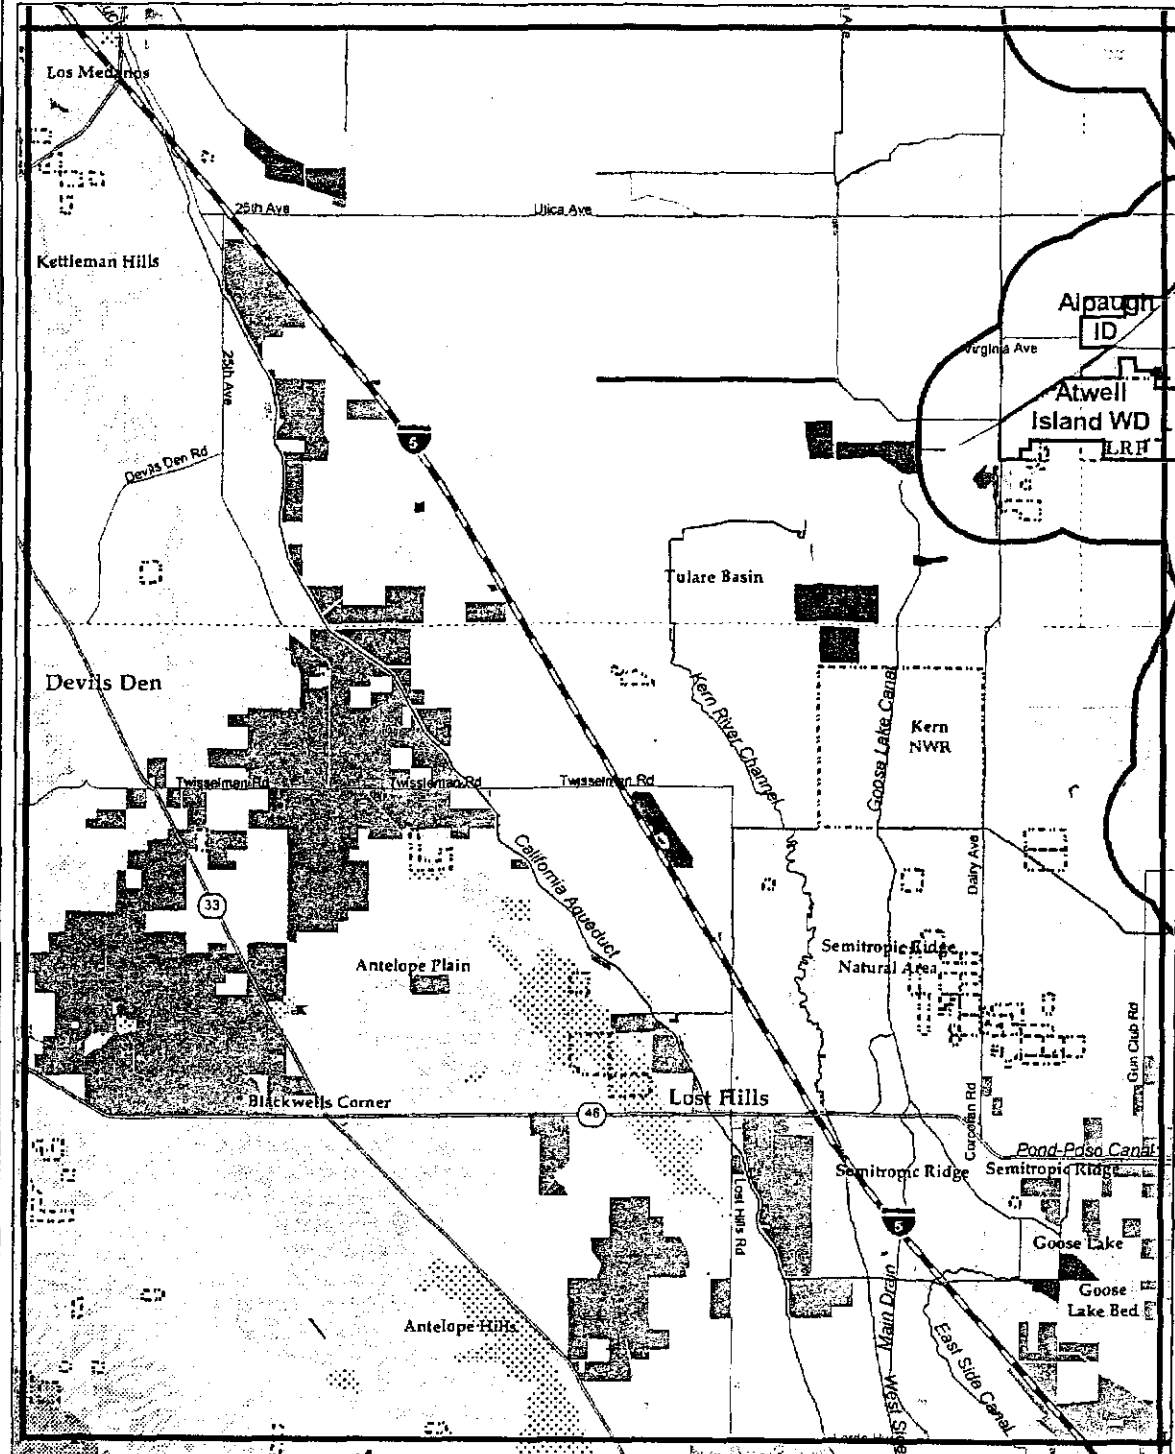 Los Medanos
25th Ave
Utica Ave
Kettleman Hills
Alpaugh
ID
Virginia Ave
25th Ave
Atwell
Island WD
5
LRP
Devils Den Rd
Tulare Basin
Devils Den
Kern River Channel
Goose Lake Canal
Kern
NWR
Twisselman Rd
Twissleman Rd
Twisselman Rd
California Aqueduct
Dairy Ave
33
Semitropic Ridge
Natural Area
Antelope Plain
Gun Club Rd
Blackwells Corner
46
Lost Hills
Corcoran Rd
Pond-Poso Canal
Semitropic Ridge
Semitropic Ridge
Lost Hills Rd
5
Goose Lake
Goose
Lake Bed
Antelope Hills
Main Drain
East Side Canal
West Side